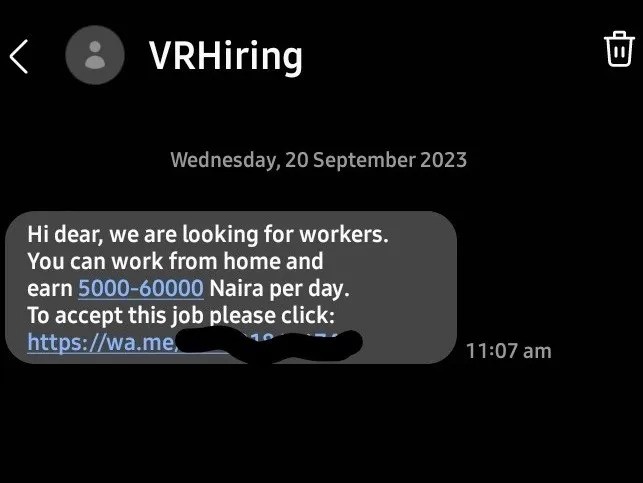 VRHiring
Wednesday, 20 September 2023
Hi dear, we are looking for workers.
You can work from home and
earn 5000-60000 Naira per day.
To accept this job please click:
https://wa.me/
11:07 am